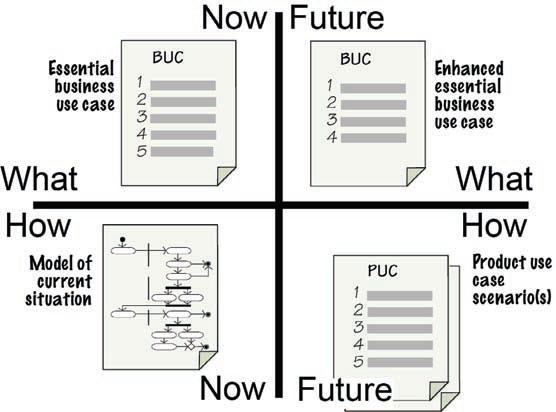 Now Future
Essential
business
use case
BUC
1
2
3
4
5
BUC
1
2
3
4
Enhanced
essential
business
use case
What What
How How
Model of
current
situation
PUC
1
2
3
4
5
Product use
case
scenario(s)
Now Future